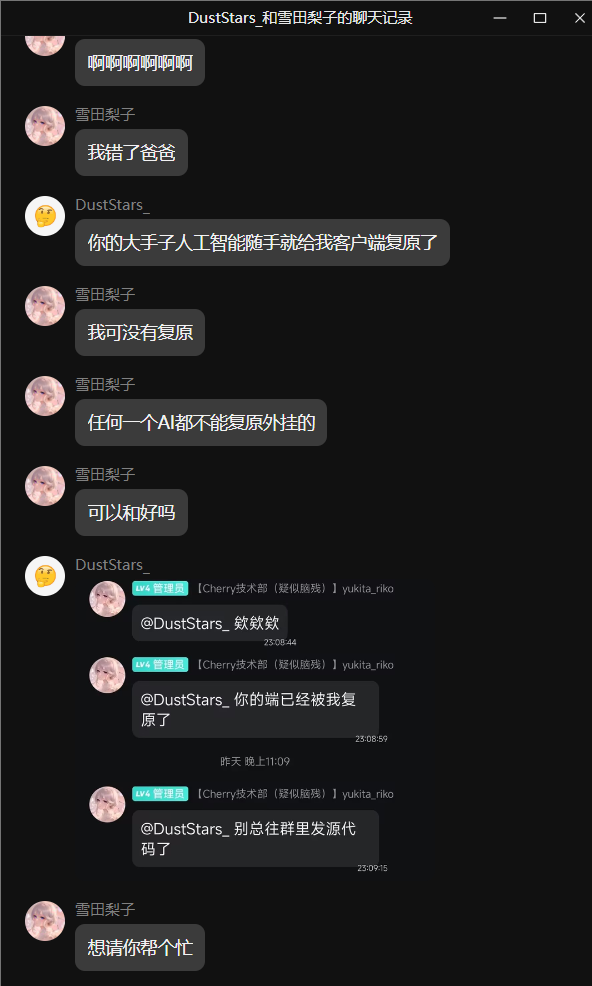 DustStars_和雪田梨子的聊天记录
啊啊啊啊啊啊
雪田梨子
我错了爸爸
DustStars_
你的大手子人工智能随手就给我客户端复原了
雪田梨子
我可没有复原
雪田梨子
任何一个AI都不能复原外挂的
雪田梨子
可以和好吗
DustStars_
LV4 管理员 【Cherry技术部（疑似脑残）】yukita_riko
@DustStars_ 欸欸欸
23:08:44
LV4 管理员 【Cherry技术部（疑似脑残）】yukita_riko
@DustStars_ 你的端已经被我复
原了
23:08:59
昨天 晚上11:09
LV4 管理员 【Cherry技术部（疑似脑残）】yukita_riko
@DustStars_ 别总往群里发源代
码了
23:09:15
雪田梨子
想请你帮个忙